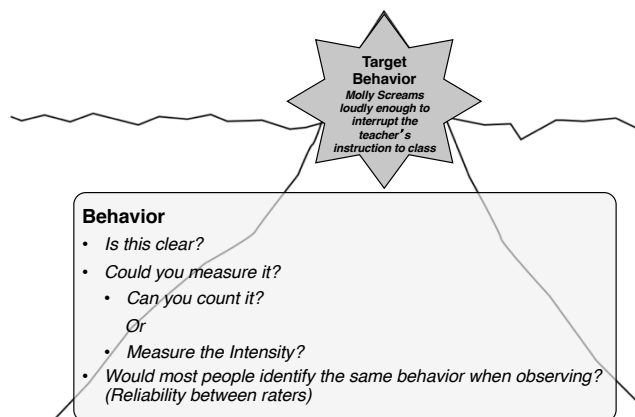 Target
Behavior
Molly Screams
loudly enough to
interrupt the
teacher’s
instruction to class
Behavior
• Is this clear?
• Could you measure it?
• Can you count it?
Or
• Measure the Intensity?
• Would most people identify the same behavior when observing?
(Reliability between raters)